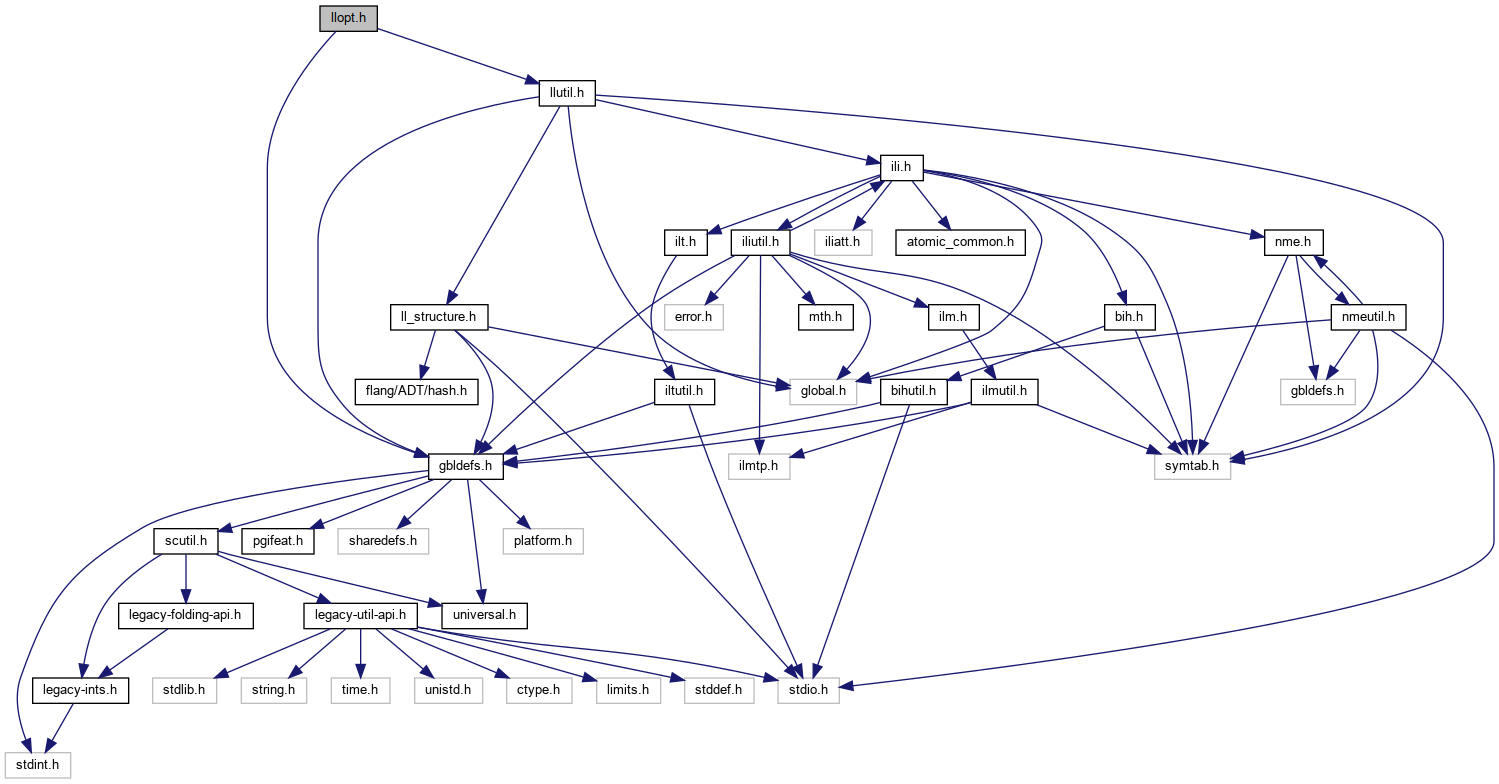 llopt.h
llutil.h
ili.h
ilt.h
iliutil.h
iliatt.h
atomic_common.h
nme.h
ll_structure.h
error.h
mth.h
ilm.h
bih.h
nmeutil.h
flang/ADT/hash.h
iltutil.h
global.h
bihutil.h
ilmutil.h
gbldefs.h
gbldefs.h
ilmtp.h
symtab.h
scutil.h
pgifeat.h
sharedefs.h
platform.h
legacy-folding-api.h
legacy-util-api.h
universal.h
legacy-ints.h
stdlib.h
string.h
time.h
unistd.h
ctype.h
limits.h
stddef.h
stdio.h
stdint.h